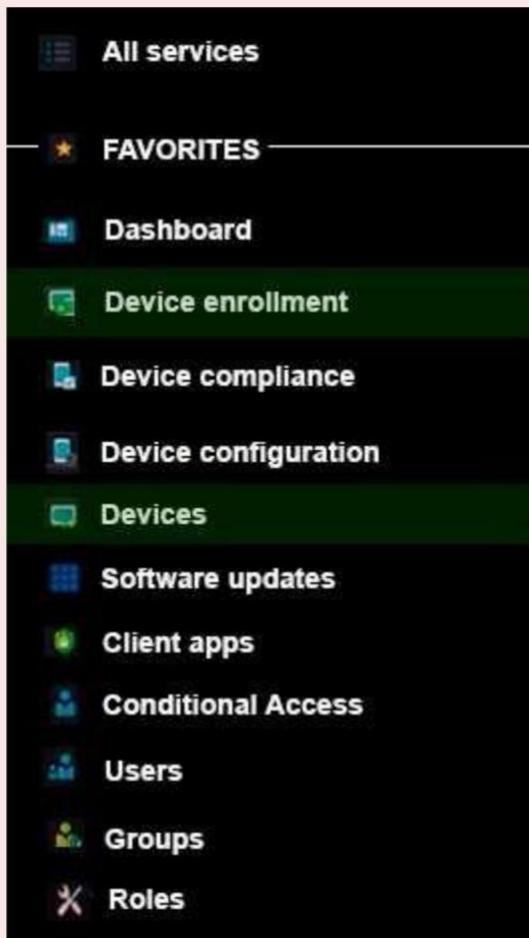 All services
FAVORITES
Dashboard
Device enrollment
Device compliance
Device configuration
Devices
Software updates
Client apps
Conditional Access
Users
Groups
Roles